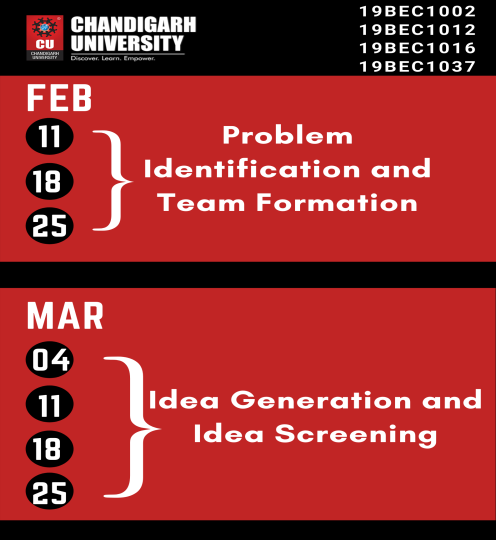 CU
CHANDIGARH
UNIVERSITY
CHANDIGARH
UNIVERSITY
Discover. Learn. Empower.
19BEC1002
19BEC1012
19BEC1016
19BEC1037
FEB
11
18
25
Problem
Identification and
Team Formation
MAR
04
11
18
25
Idea Generation and
Idea Screening